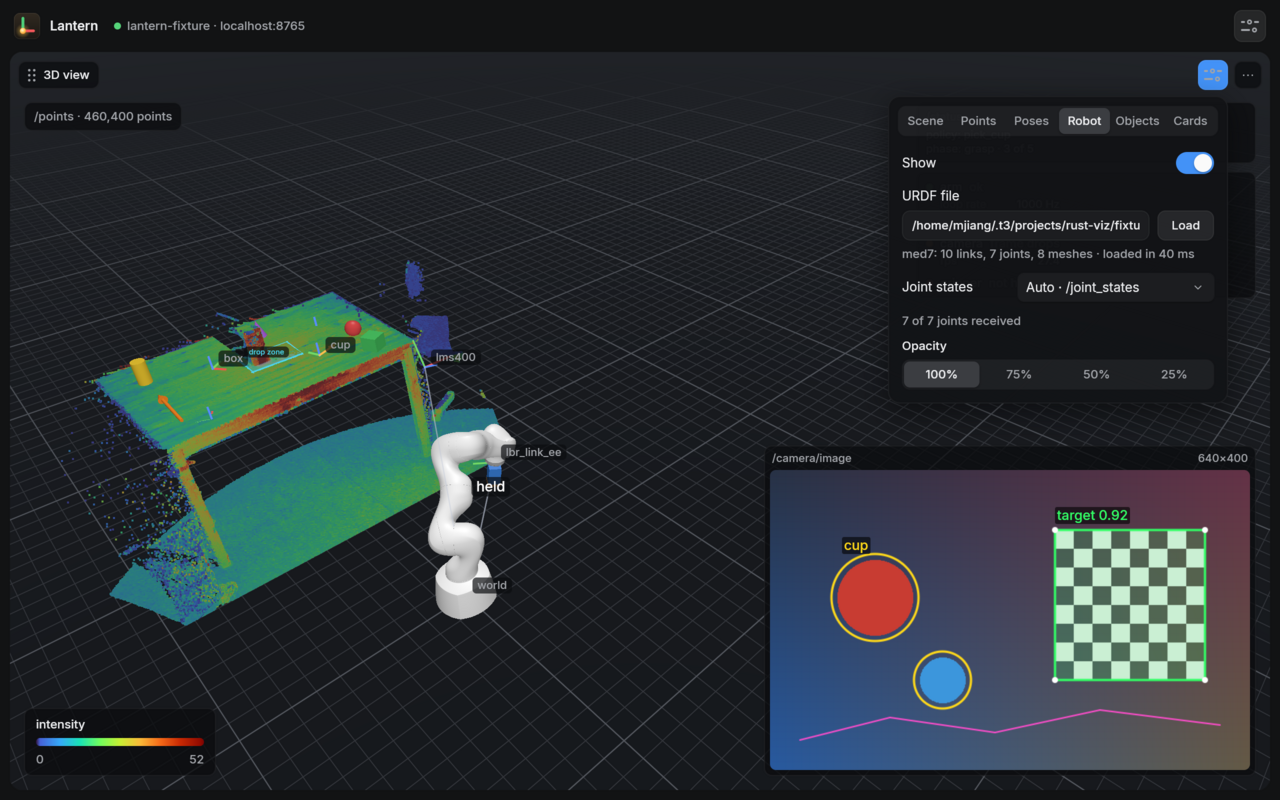 Lantern
lantern-fixture · localhost:8765
3D view
/points · 460,400 points
Scene Points Poses Robot Objects Cards
Show
URDF file
/home/mjiang/.t3/projects/rust-viz/fixtu
Load
med7: 10 links, 7 joints, 8 meshes · loaded in 40 ms
Joint states
Auto · /joint_states
7 of 7 joints received
Opacity
100% 75% 50% 25%
box
drop zone
cup
lms400
lbr_link_ee
held
world
/camera/image
640×400
target 0.92
cup
intensity
0 52